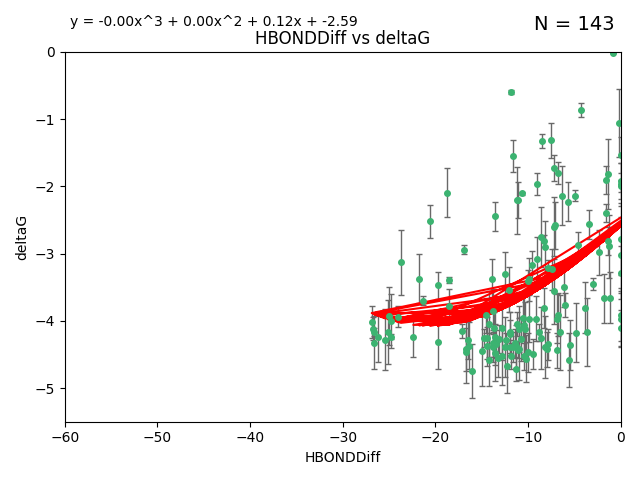 y = -0.00x^3 + 0.00x^2 + 0.12x + -2.59
N = 143
HBONDDiff vs deltaG
0
−1
−2
−3
−4
−5
deltaG
−60 −50 −40 −30 −20 −10 0
HBONDDiff